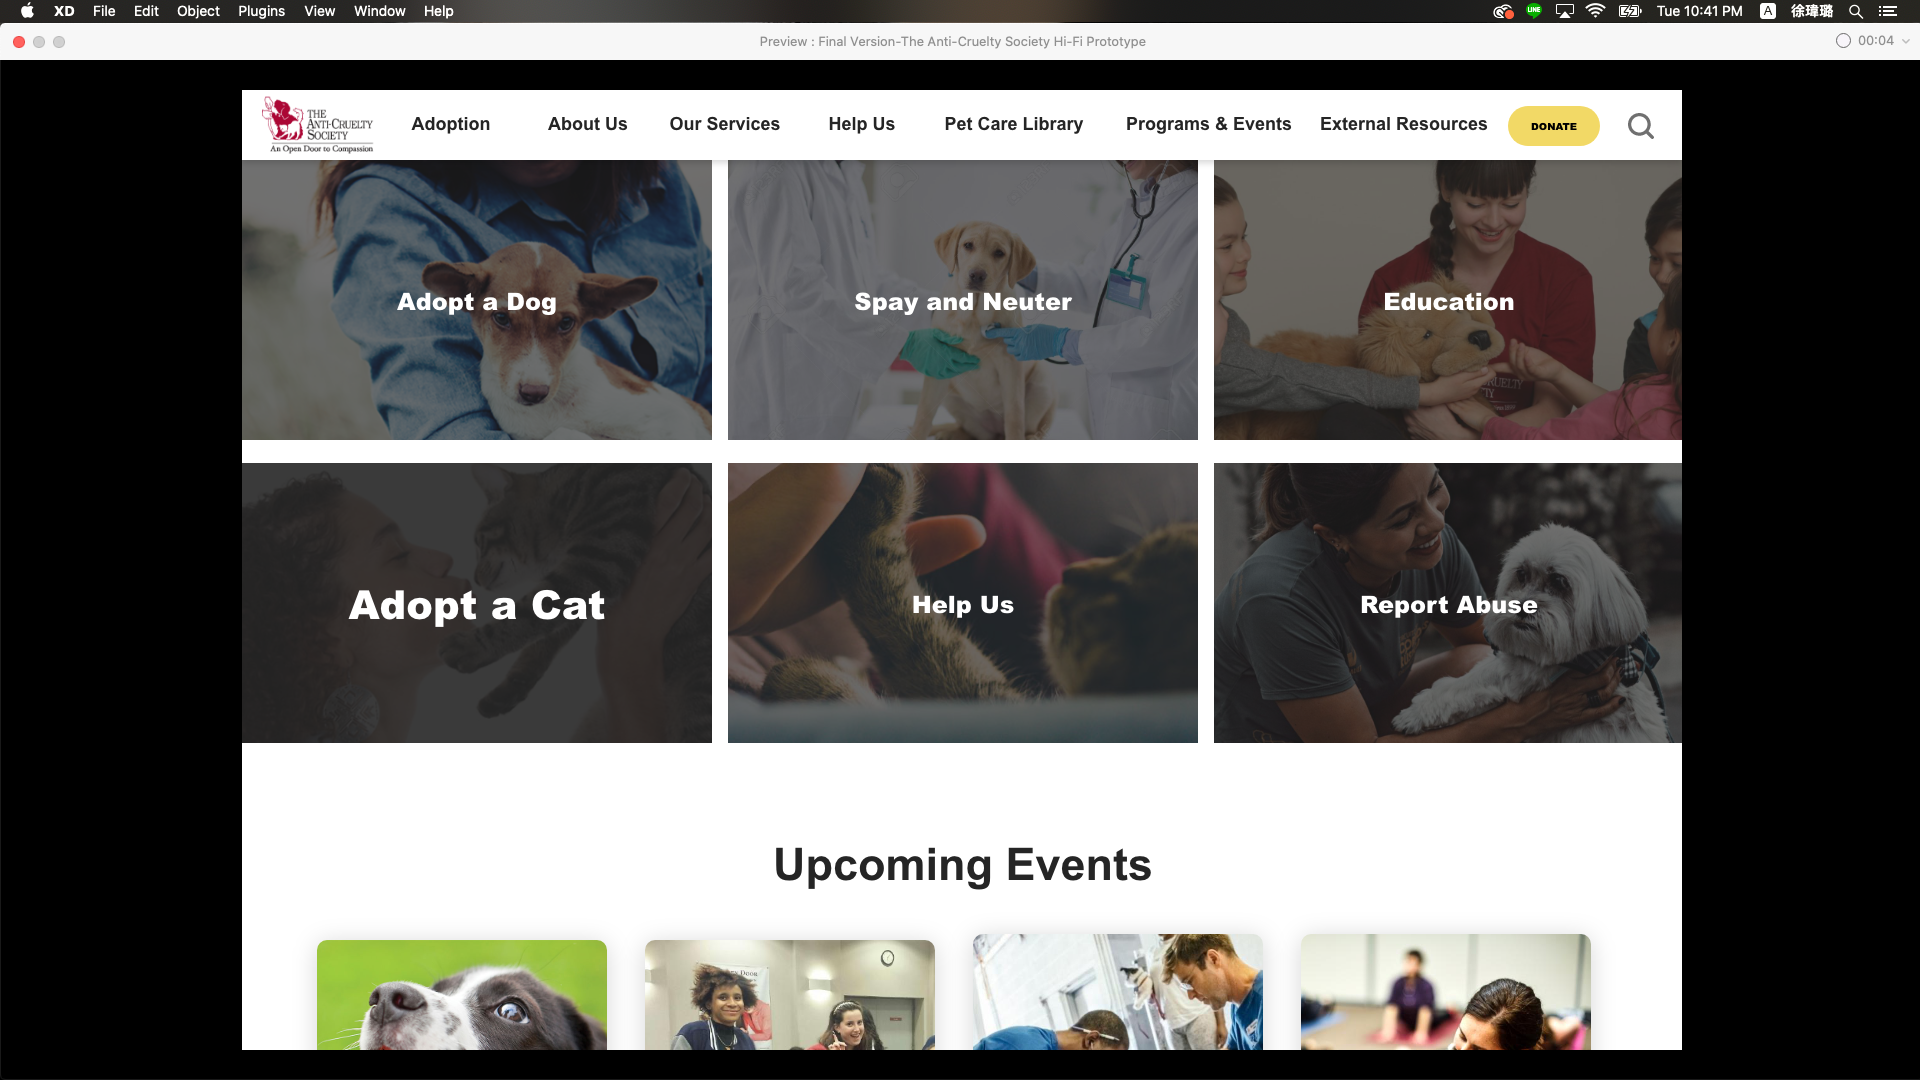 XD File Edit Object Plugins View Window Help
LINE
Tue 10:41 PM A 徐瑋璐
Preview : Final Version-The Anti-Cruelty Society Hi-Fi Prototype
00:04
THE
ANTI-CRUELTY
SOCIETY
An Open Door to Compassion
Adoption About Us Our Services Help Us Pet Care Library Programs & Events External Resources DONATE
Adopt a Dog Spay and Neuter Education
Adopt a Cat Help Us Report Abuse
Upcoming Events